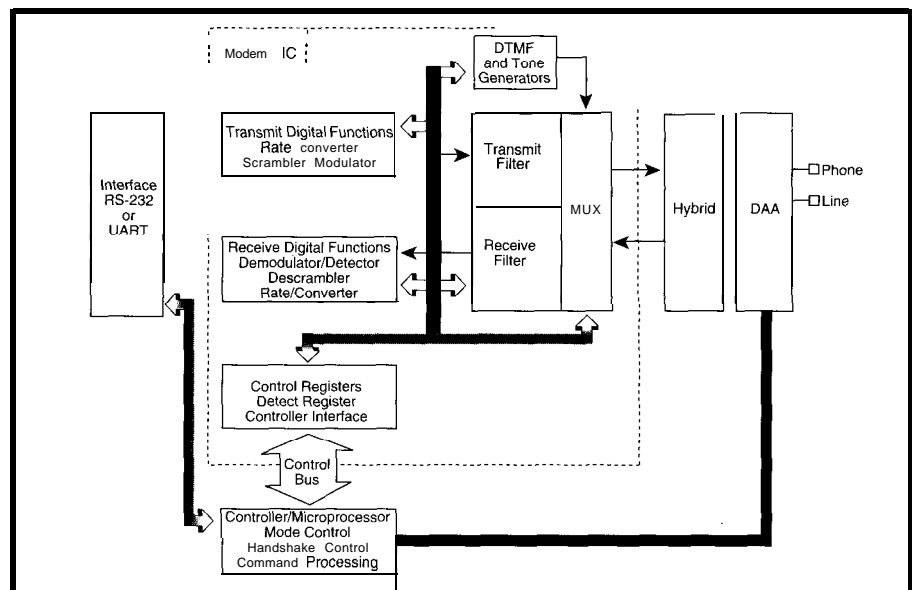 Modem IC
DTMF
and Tone
Generators
Transmit Digital Functions
Rate converter
Scrambler Modulator
Transmit
Filter
MUX
Receive
Filter
Interface
RS-232
or
UART
Hybrid
DAA
Phone
Line
Receive Digital Functions
Demodulator/Detector
Descrambler
Rate/Converter
Control Registers
Detect Register
Controller Interface
Control
Bus
Controller/Microprocessor
Mode Control
Handshake Control
Command Processing